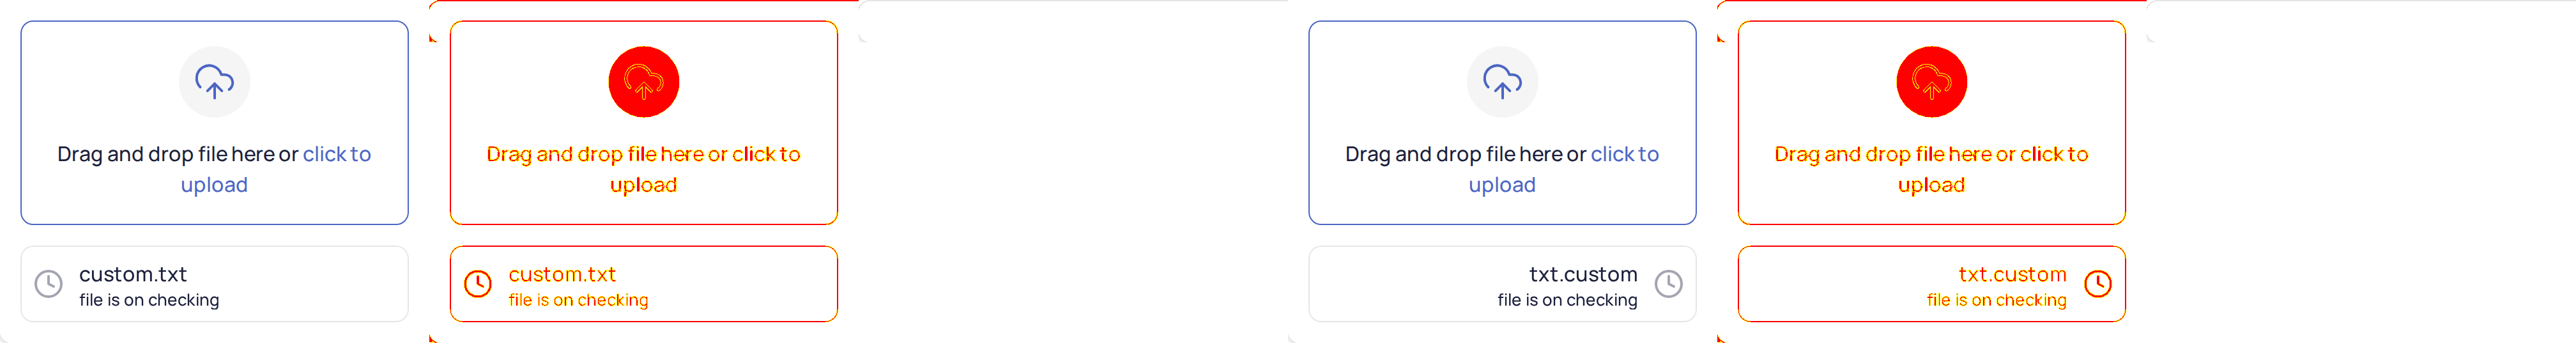 Drag and drop file here or click to
upload
custom.txt
file is on checking
Drag and drop file here or click to
upload
custom.txt
file is on checking
Drag and drop file here or click to
upload
txt.custom
file is on checking
Drag and drop file here or click to
upload
txt.custom
file is on checking